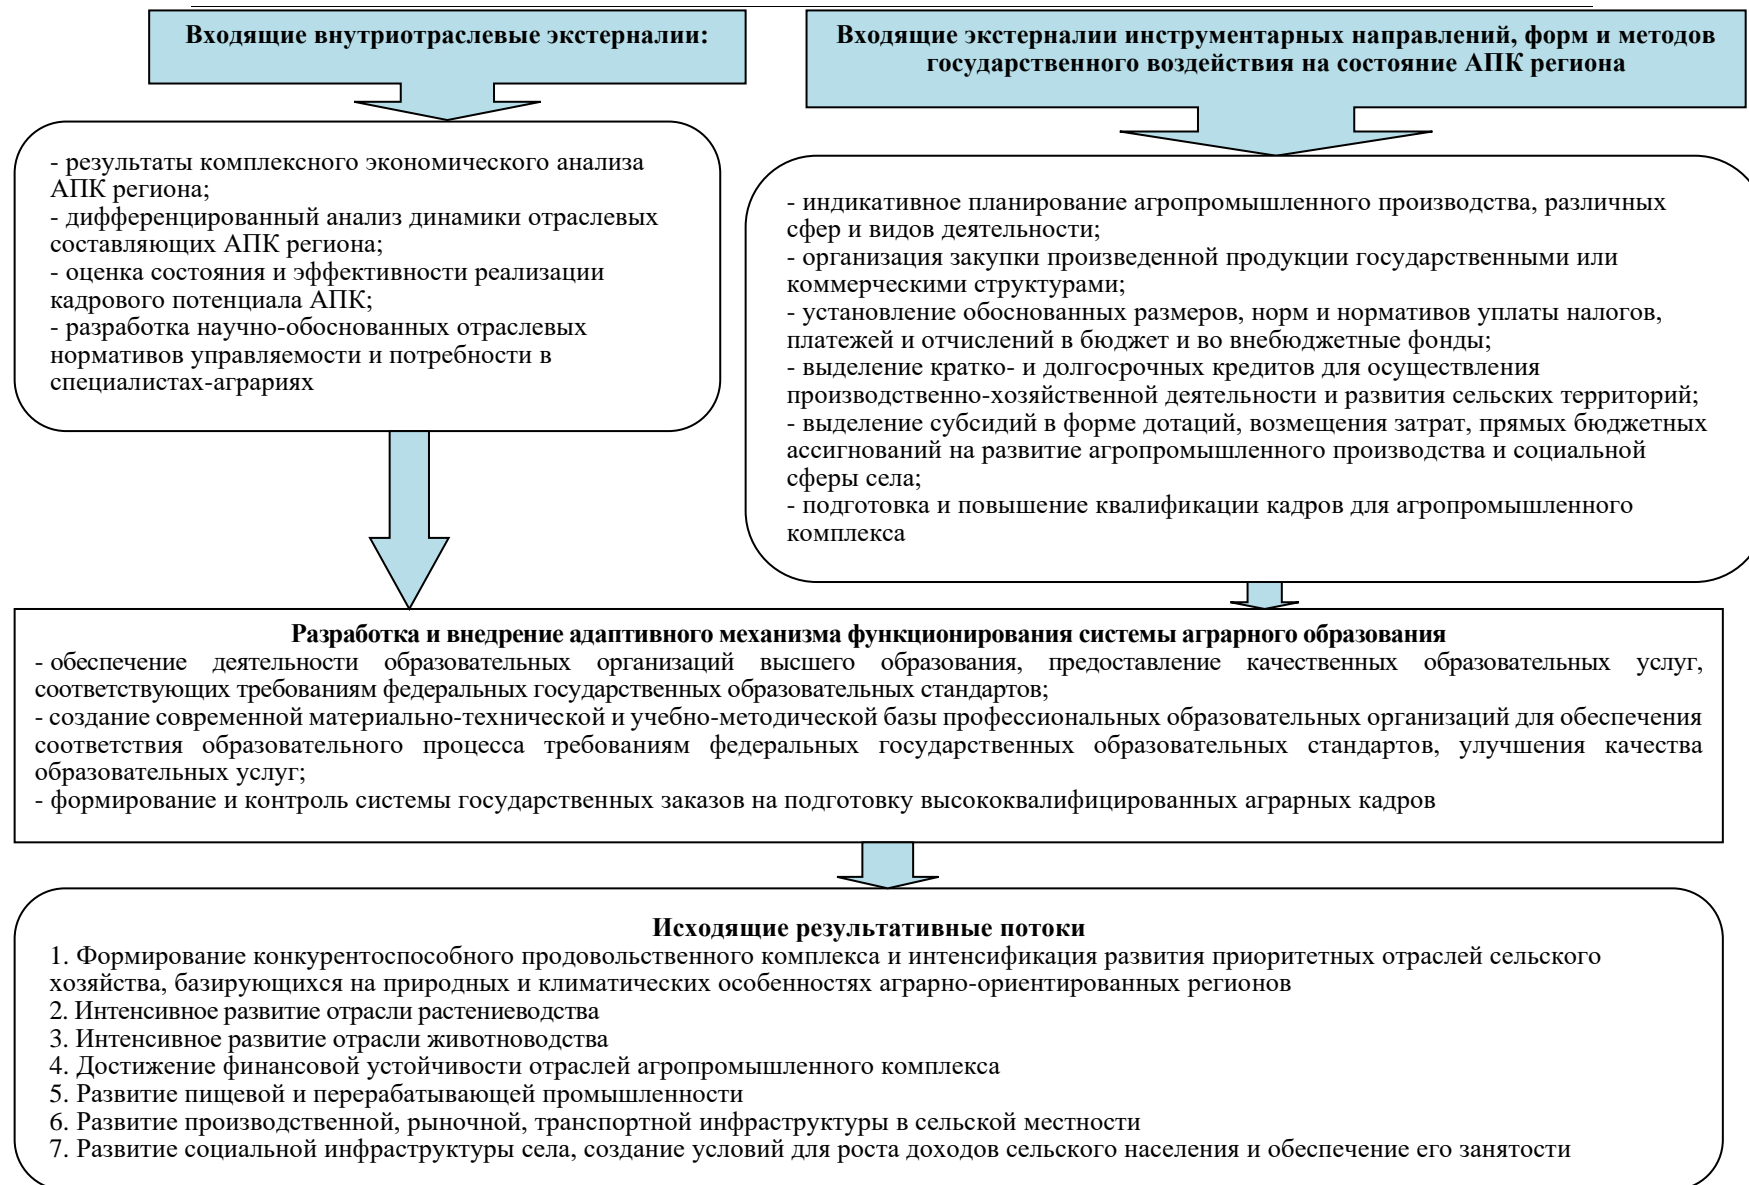 Входящие внутриотраслевые экстерналии:
- результаты комплексного экономического анализа
АПК региона;
- дифференцированный анализ динамики отраслевых
составляющих АПК региона;
- оценка состояния и эффективности реализации
кадрового потенциала АПК;
- разработка научно-обоснованных отраслевых
нормативов управляемости и потребности в
специалистах-аграриях
Входящие экстерналии инструментарных направлений, форм и методов
государственного воздействия на состояние АПК региона
- индикативное планирование агропромышленного производства, различных
сфер и видов деятельности;
- организация закупки произведенной продукции государственными или
коммерческими структурами;
- установление обоснованных размеров, норм и нормативов уплаты налогов,
платежей и отчислений в бюджет и во внебюджетные фонды;
- выделение кратко- и долгосрочных кредитов для осуществления
производственно-хозяйственной деятельности и развития сельских территорий;
- выделение субсидий в форме дотаций, возмещения затрат, прямых бюджетных
ассигнований на развитие агропромышленного производства и социальной
сферы села;
- подготовка и повышение квалификации кадров для агропромышленного
комплекса
Разработка и внедрение адаптивного механизма функционирования системы аграрного образования
- обеспечение деятельности образовательных организаций высшего образования, предоставление качественных образовательных услуг,
соответствующих требованиям федеральных государственных образовательных стандартов;
- создание современной материально-технической и учебно-методической базы профессиональных образовательных организаций для обеспечения
соответствия образовательного процесса требованиям федеральных государственных образовательных стандартов, улучшения качества
образовательных услуг;
- формирование и контроль системы государственных заказов на подготовку высококвалифицированных аграрных кадров
Исходящие результативные потоки
1. Формирование конкурентоспособного продовольственного комплекса и интенсификация развития приоритетных отраслей сельского
хозяйства, базирующихся на природных и климатических особенностях аграрно-ориентированных регионов
2. Интенсивное развитие отрасли растениеводства
3. Интенсивное развитие отрасли животноводства
4. Достижение финансовой устойчивости отраслей агропромышленного комплекса
5. Развитие пищевой и перерабатывающей промышленности
6. Развитие производственной, рыночной, транспортной инфраструктуры в сельской местности
7. Развитие социальной инфраструктуры села, создание условий для роста доходов сельского населения и обеспечение его занятости